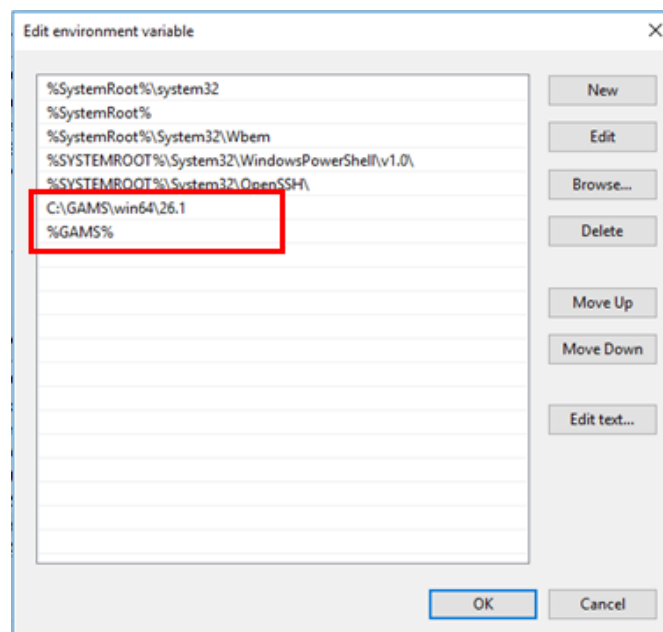 Edit environment variable
%SystemRoot%\system32
%SystemRoot%
%SystemRoot%\System32\Wbem
%SYSTEMROOT%\System32\WindowsPowerShell\v1.0\
%SYSTEMROOT%\System32\OpenSSH\
C:\GAMS\win64\26.1
%GAMS%
New
Edit
Browse...
Delete
Move Up
Move Down
Edit text...
OK
Cancel